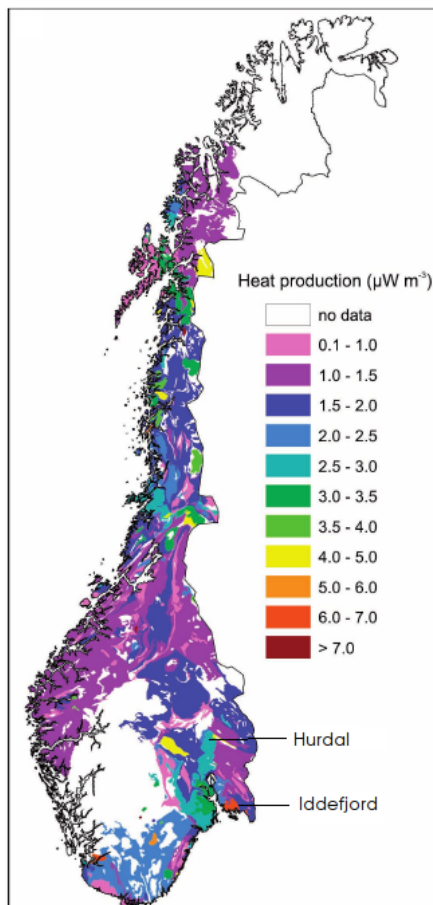 Heat production (μW m⁻³)
no data
0.1 - 1.0
1.0 - 1.5
1.5 - 2.0
2.0 - 2.5
2.5 - 3.0
3.0 - 3.5
3.5 - 4.0
4.0 - 5.0
5.0 - 6.0
6.0 - 7.0
> 7.0
Hurdal
Iddefjord